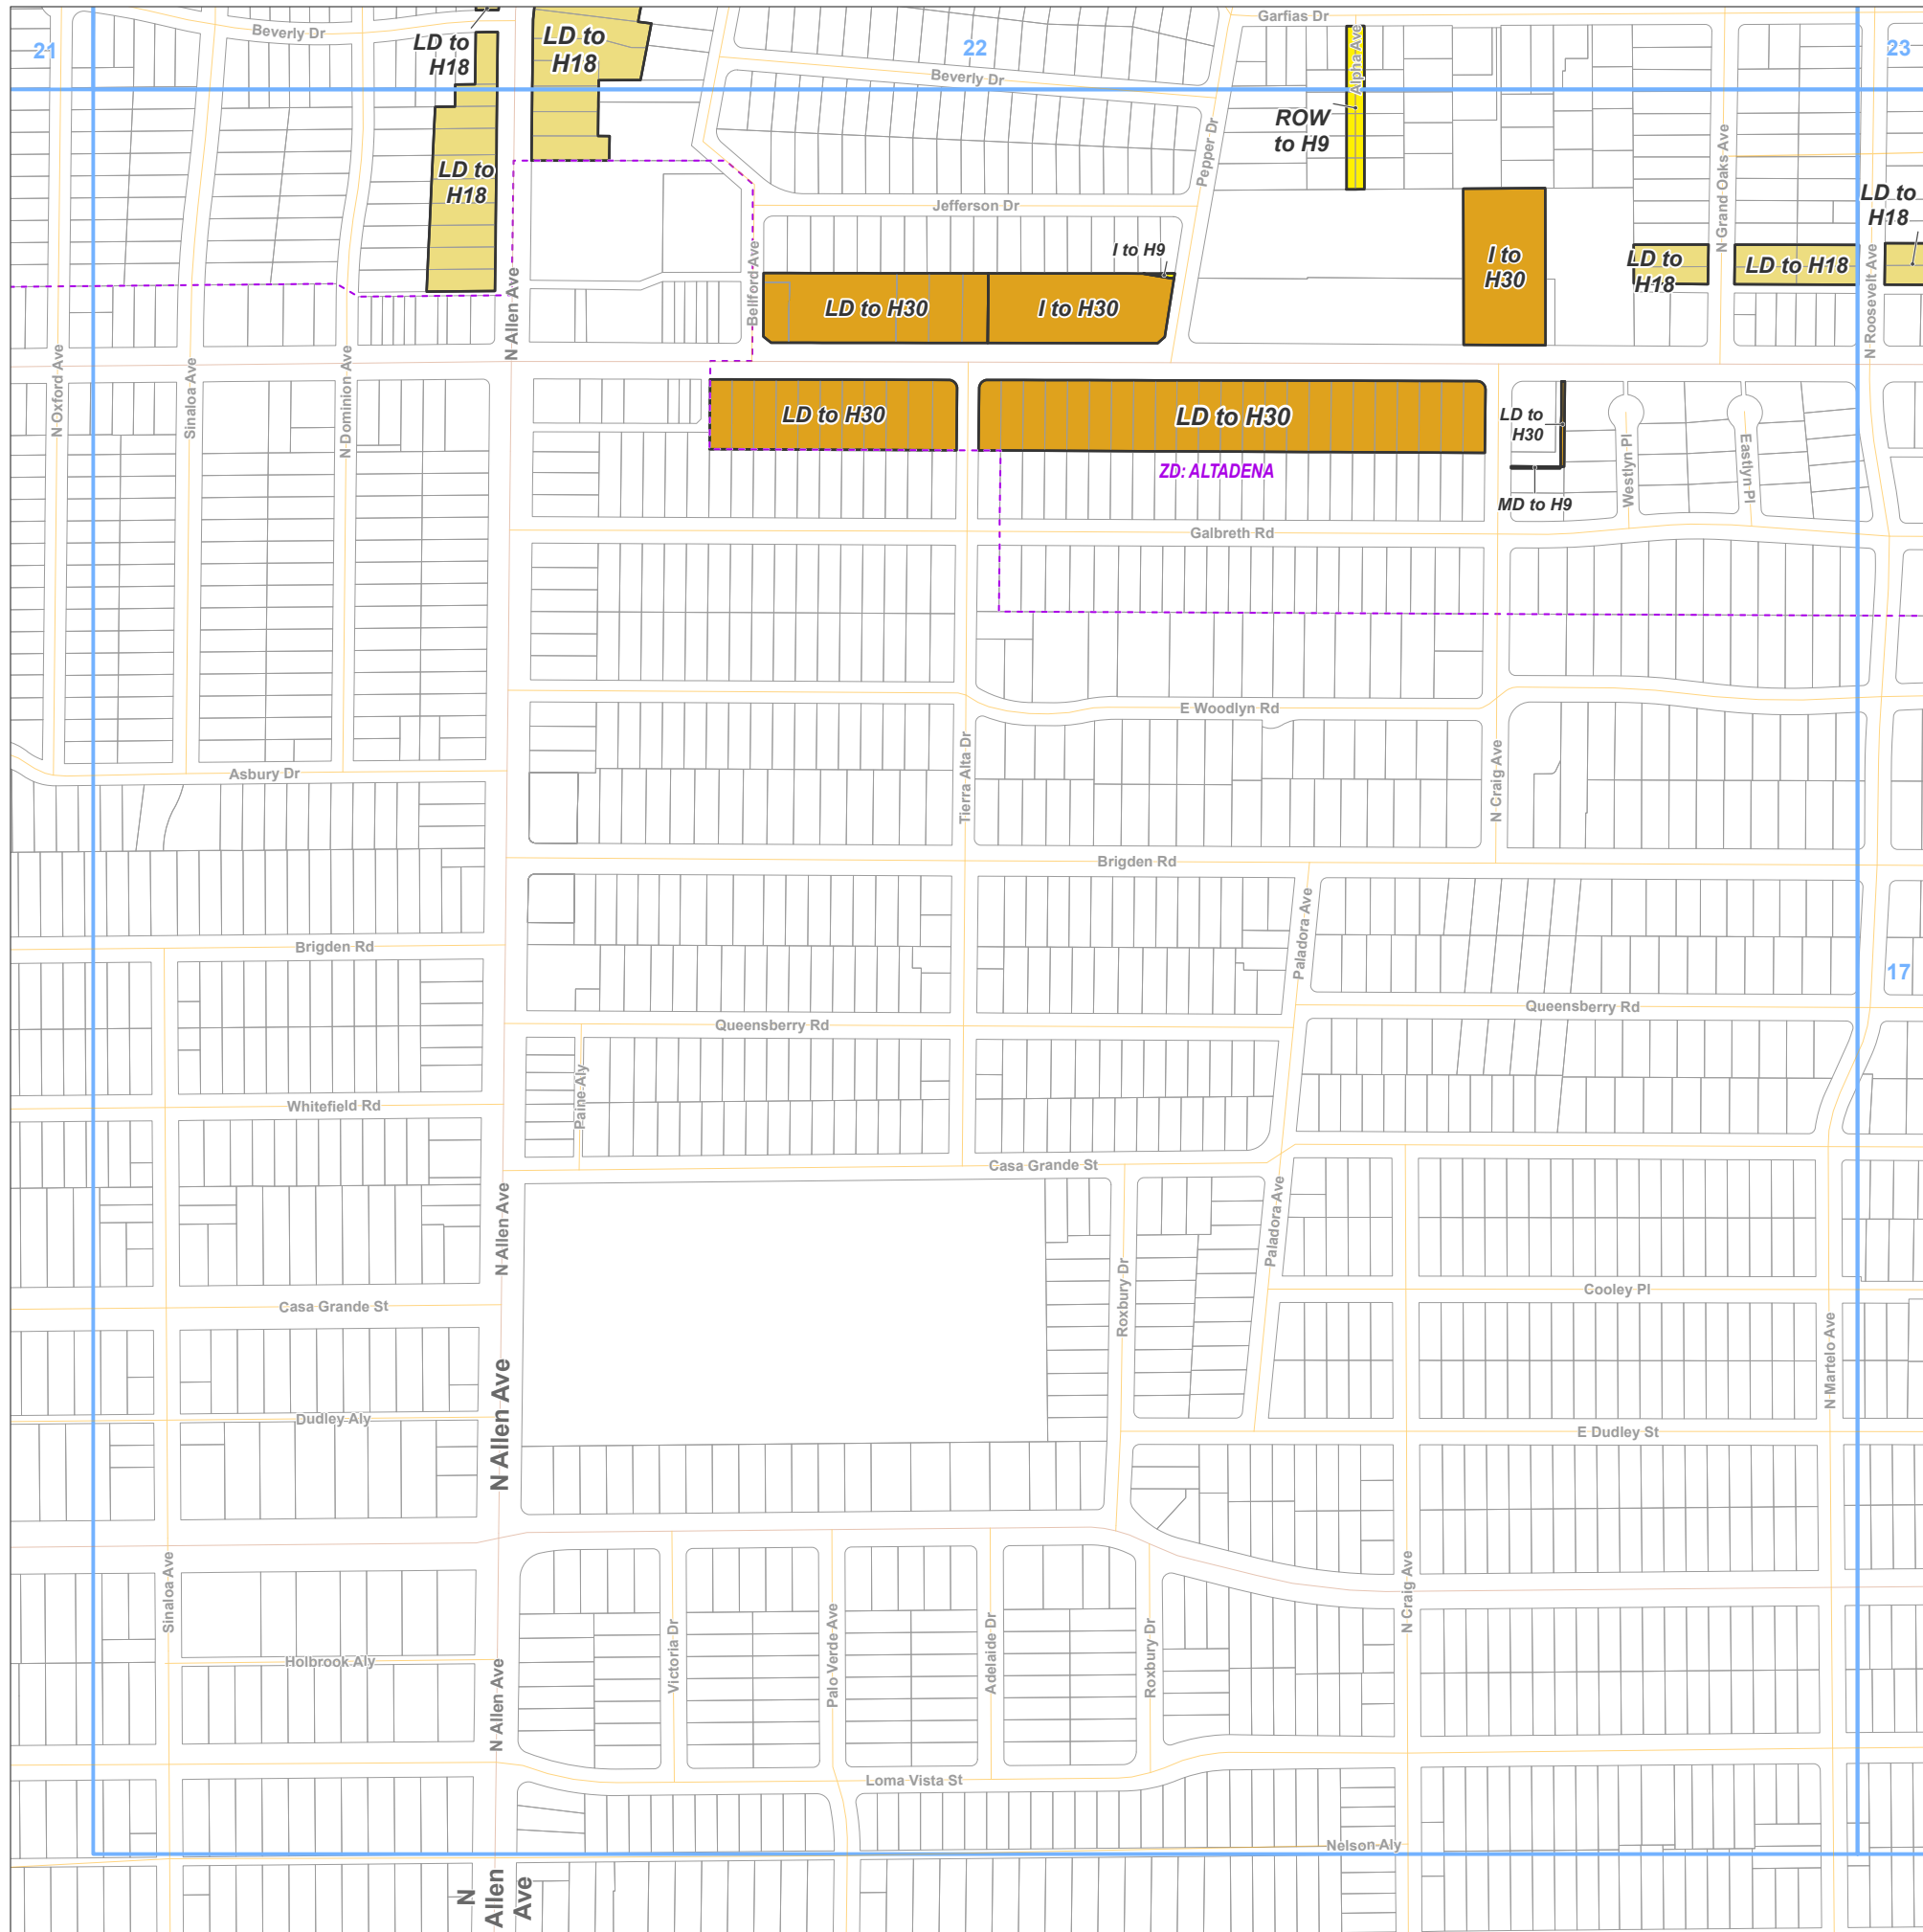 Garfias Dr
Beverly Dr
LD to
H18
LD to
H18
21
22
23
Alpha Ave
Beverly Dr
ROW
to H9
Pepper Dr
N Grand Oaks Ave
LD to
H18
LD to
H18
Jefferson Dr
N Roosevelt Ave
Bellford Ave
I to H9
I to
H30
LD to
H18
LD to H18
N Allen Ave
LD to H30
I to H30
N Oxford Ave
Sinaloa Ave
N Dominion Ave
LD to H30
LD to H30
LD to
H30
Westlyn Pl
Eastlyn Pl
ZD: ALTADENA
MD to H9
Galbreth Rd
E Woodlyn Rd
Asbury Dr
Tierra Alta Dr
N Craig Ave
Brigden Rd
Brigden Rd
Paladora Ave
17
Queensberry Rd
Queensberry Rd
Paine Aly
Whitefield Rd
Casa Grande St
N Allen Ave
Paladora Ave
Roxbury Dr
Cooley Pl
Casa Grande St
N Martelo Ave
N Allen Ave
Dudley Aly
E Dudley St
Sinaloa Ave
N Craig Ave
Victoria Dr
Palo Verde Ave
Adelaide Dr
Roxbury Dr
Holbrook Aly
N Allen Ave
Loma Vista St
Nelson Aly
N
Allen
Ave